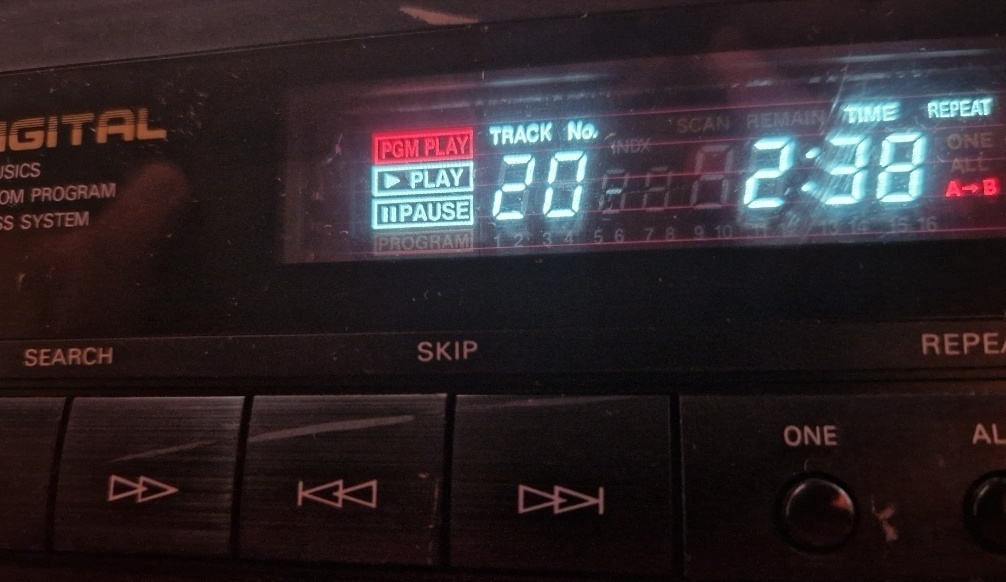 IGITAL
USICS
OM PROGRAM
SS SYSTEM
PGM PLAY
PLAY
PAUSE
PROGRAM
TRACK No.
20
INDX
SCAN REMAIN TIME REPEAT
2:38
ONE
ALL
A→B
1 2 3 4 5 6 7 8 9 10 11 12 13 14 15 16
SEARCH
SKIP
REPEA
ONE
AL